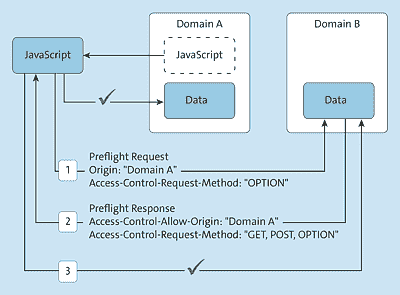 Domain A
Domain B
JavaScript
JavaScript
Data
Data
1
Preflight Request
Origin: "Domain A"
Access-Control-Request-Method: "OPTION"
2
Preflight Response
Access-Control-Allow-Origin: "Domain A"
Access-Control-Request-Method: "GET, POST, OPTION"
3